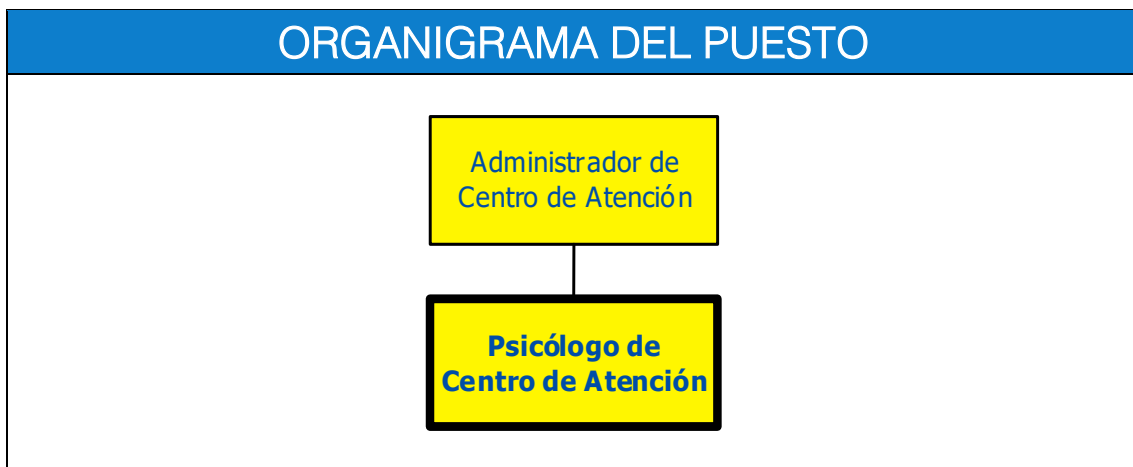 ORGANIGRAMA DEL PUESTO
Administrador de
Centro de Atención
Psicólogo de
Centro de Atención